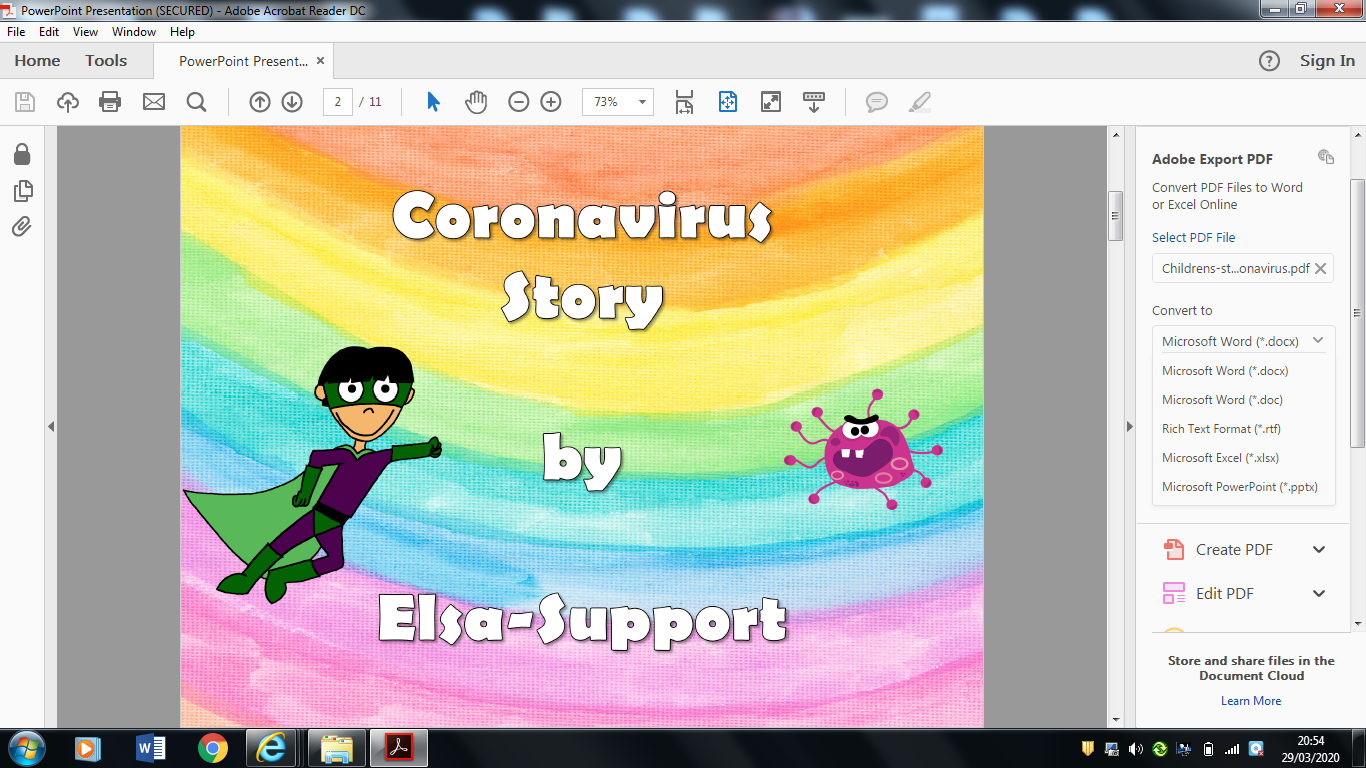 PowerPoint Presentation (SECURED) - Adobe Acrobat Reader DC
File Edit View Window Help
Home Tools PowerPoint Present... × Sign In
2 / 11 73%
Coronavirus
Story
by
Elsa-Support
Adobe Export PDF
Convert PDF Files to Word
or Excel Online
Select PDF File
Childrens-st...onavirus.pdf
Convert to
Microsoft Word (*.docx)
Microsoft Word (*.docx)
Microsoft Word (*.doc)
Rich Text Format (*.rtf)
Microsoft Excel (*.xlsx)
Microsoft PowerPoint (*.pptx)
Create PDF
Edit PDF
Store and share files in the
Document Cloud
Learn More
20:54
29/03/2020